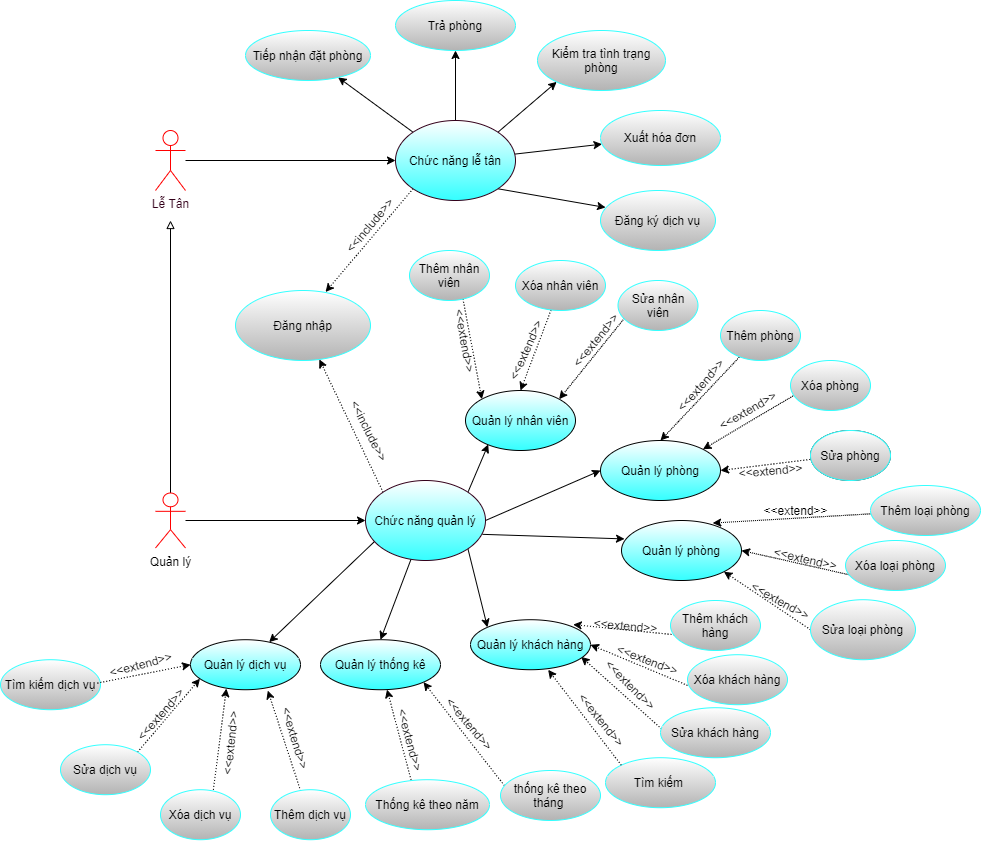 Trả phòng
Tiếp nhận đặt phòng
Kiểm tra tình trạng
phòng
Xuất hóa đơn
Chức năng lễ tân
Lễ Tân
Đăng ký dịch vụ
<<include>>
Thêm nhân
viên
Xóa nhân viên
Sửa nhân
viên
Đăng nhập
<<extend>>
<<extend>>
<<extend>>
Thêm phòng
Xóa phòng
<<extend>>
<<extend>>
<<include>>
Quản lý nhân viên
Sửa phòng
<<extend>>
Quản lý phòng
Thêm loại phòng
<<extend>>
Chức năng quản lý
Quản lý
Quản lý phòng
<<extend>>
Xóa loại phòng
<<extend>>
Sửa loại phòng
Thêm khách
hàng
<<extend>>
Quản lý khách hàng
<<extend>>
Xóa khách hàng
<<extend>>
Sửa khách hàng
<<extend>>
Tìm kiếm
Quản lý dịch vụ
Quản lý thống kê
<<extend>>
Tìm kiếm dịch vụ
<<extend>>
<<extend>>
<<extend>>
<<extend>>
<<extend>>
Sửa dịch vụ
Xóa dịch vụ
Thêm dịch vụ
Thống kê theo năm
thống kê theo
tháng